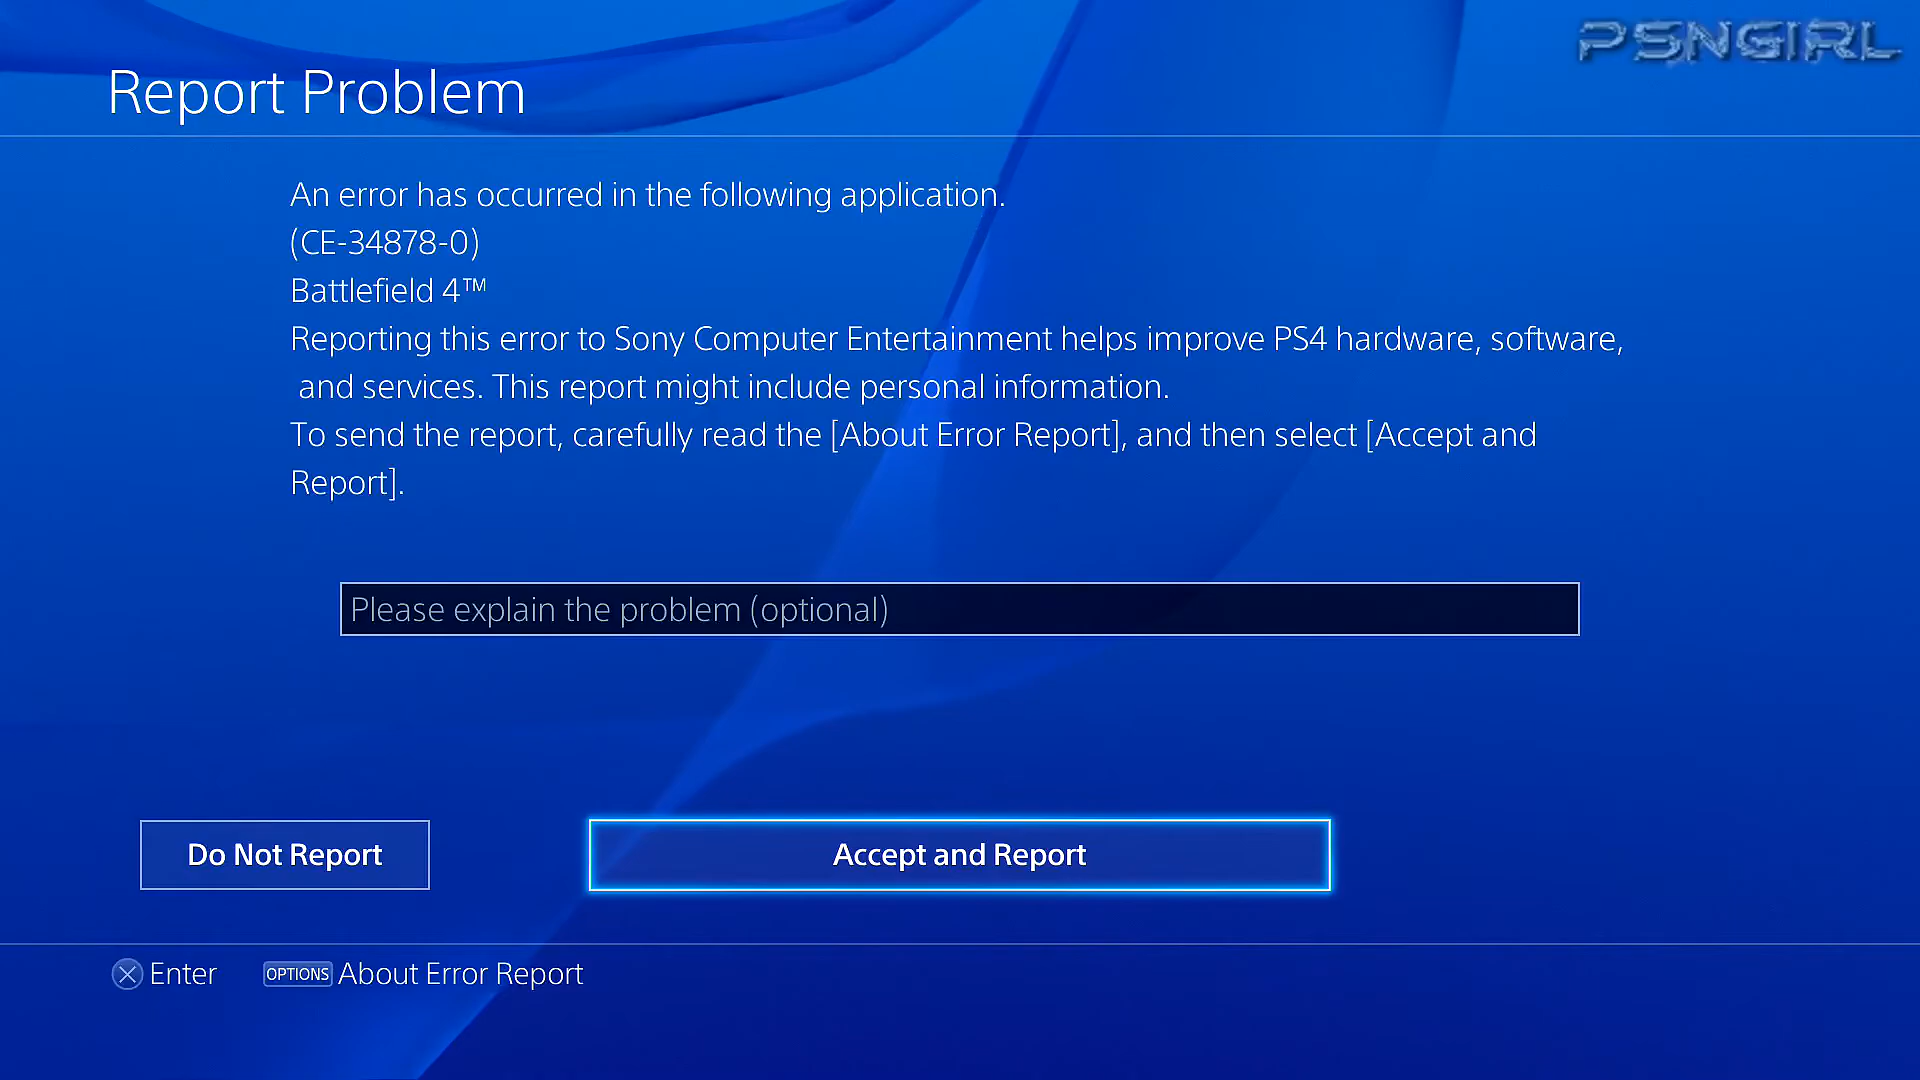 PSNGIRL
Report Problem
An error has occurred in the following application.
(CE-34878-0)
Battlefield 4™
Reporting this error to Sony Computer Entertainment helps improve PS4 hardware, software,
and services. This report might include personal information.
To send the report, carefully read the [About Error Report], and then select [Accept and
Report].
Please explain the problem (optional)
Do Not Report
Accept and Report
Enter
OPTIONS About Error Report